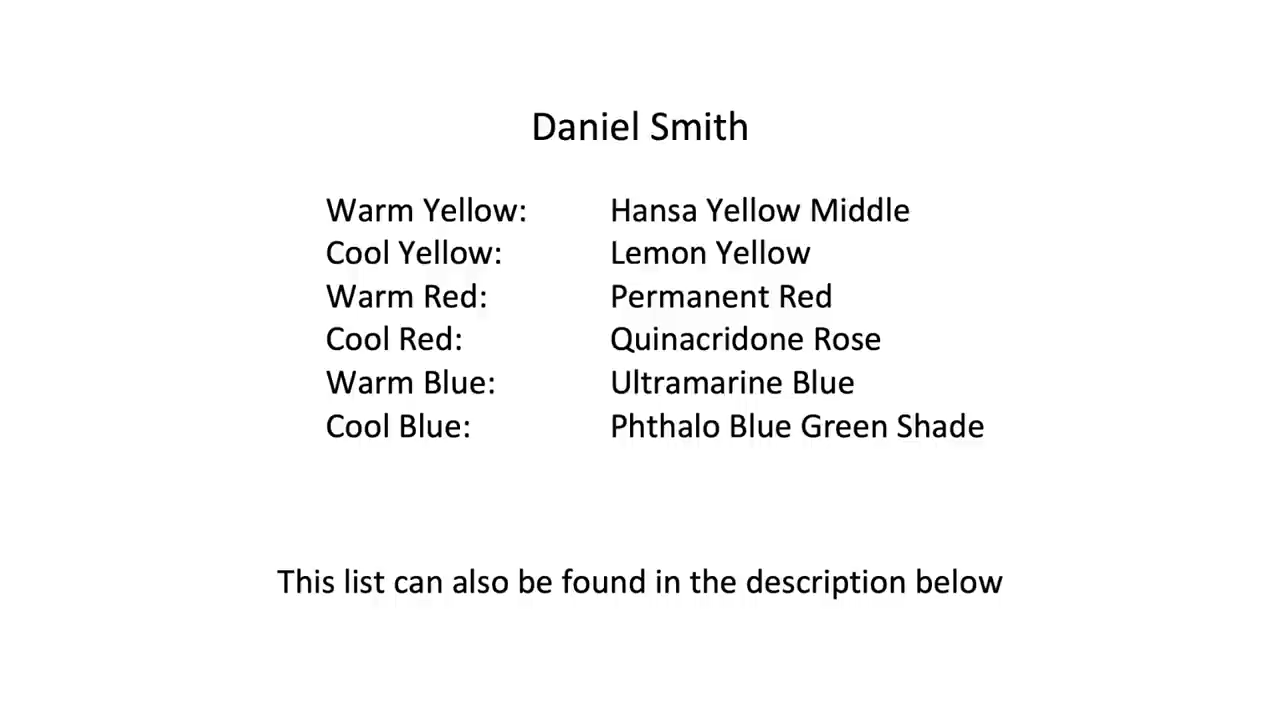 Daniel Smith
Warm Yellow: Hansa Yellow Middle
Cool Yellow: Lemon Yellow
Warm Red: Permanent Red
Cool Red: Quinacridone Rose
Warm Blue: Ultramarine Blue
Cool Blue: Phthalo Blue Green Shade
This list can also be found in the description below